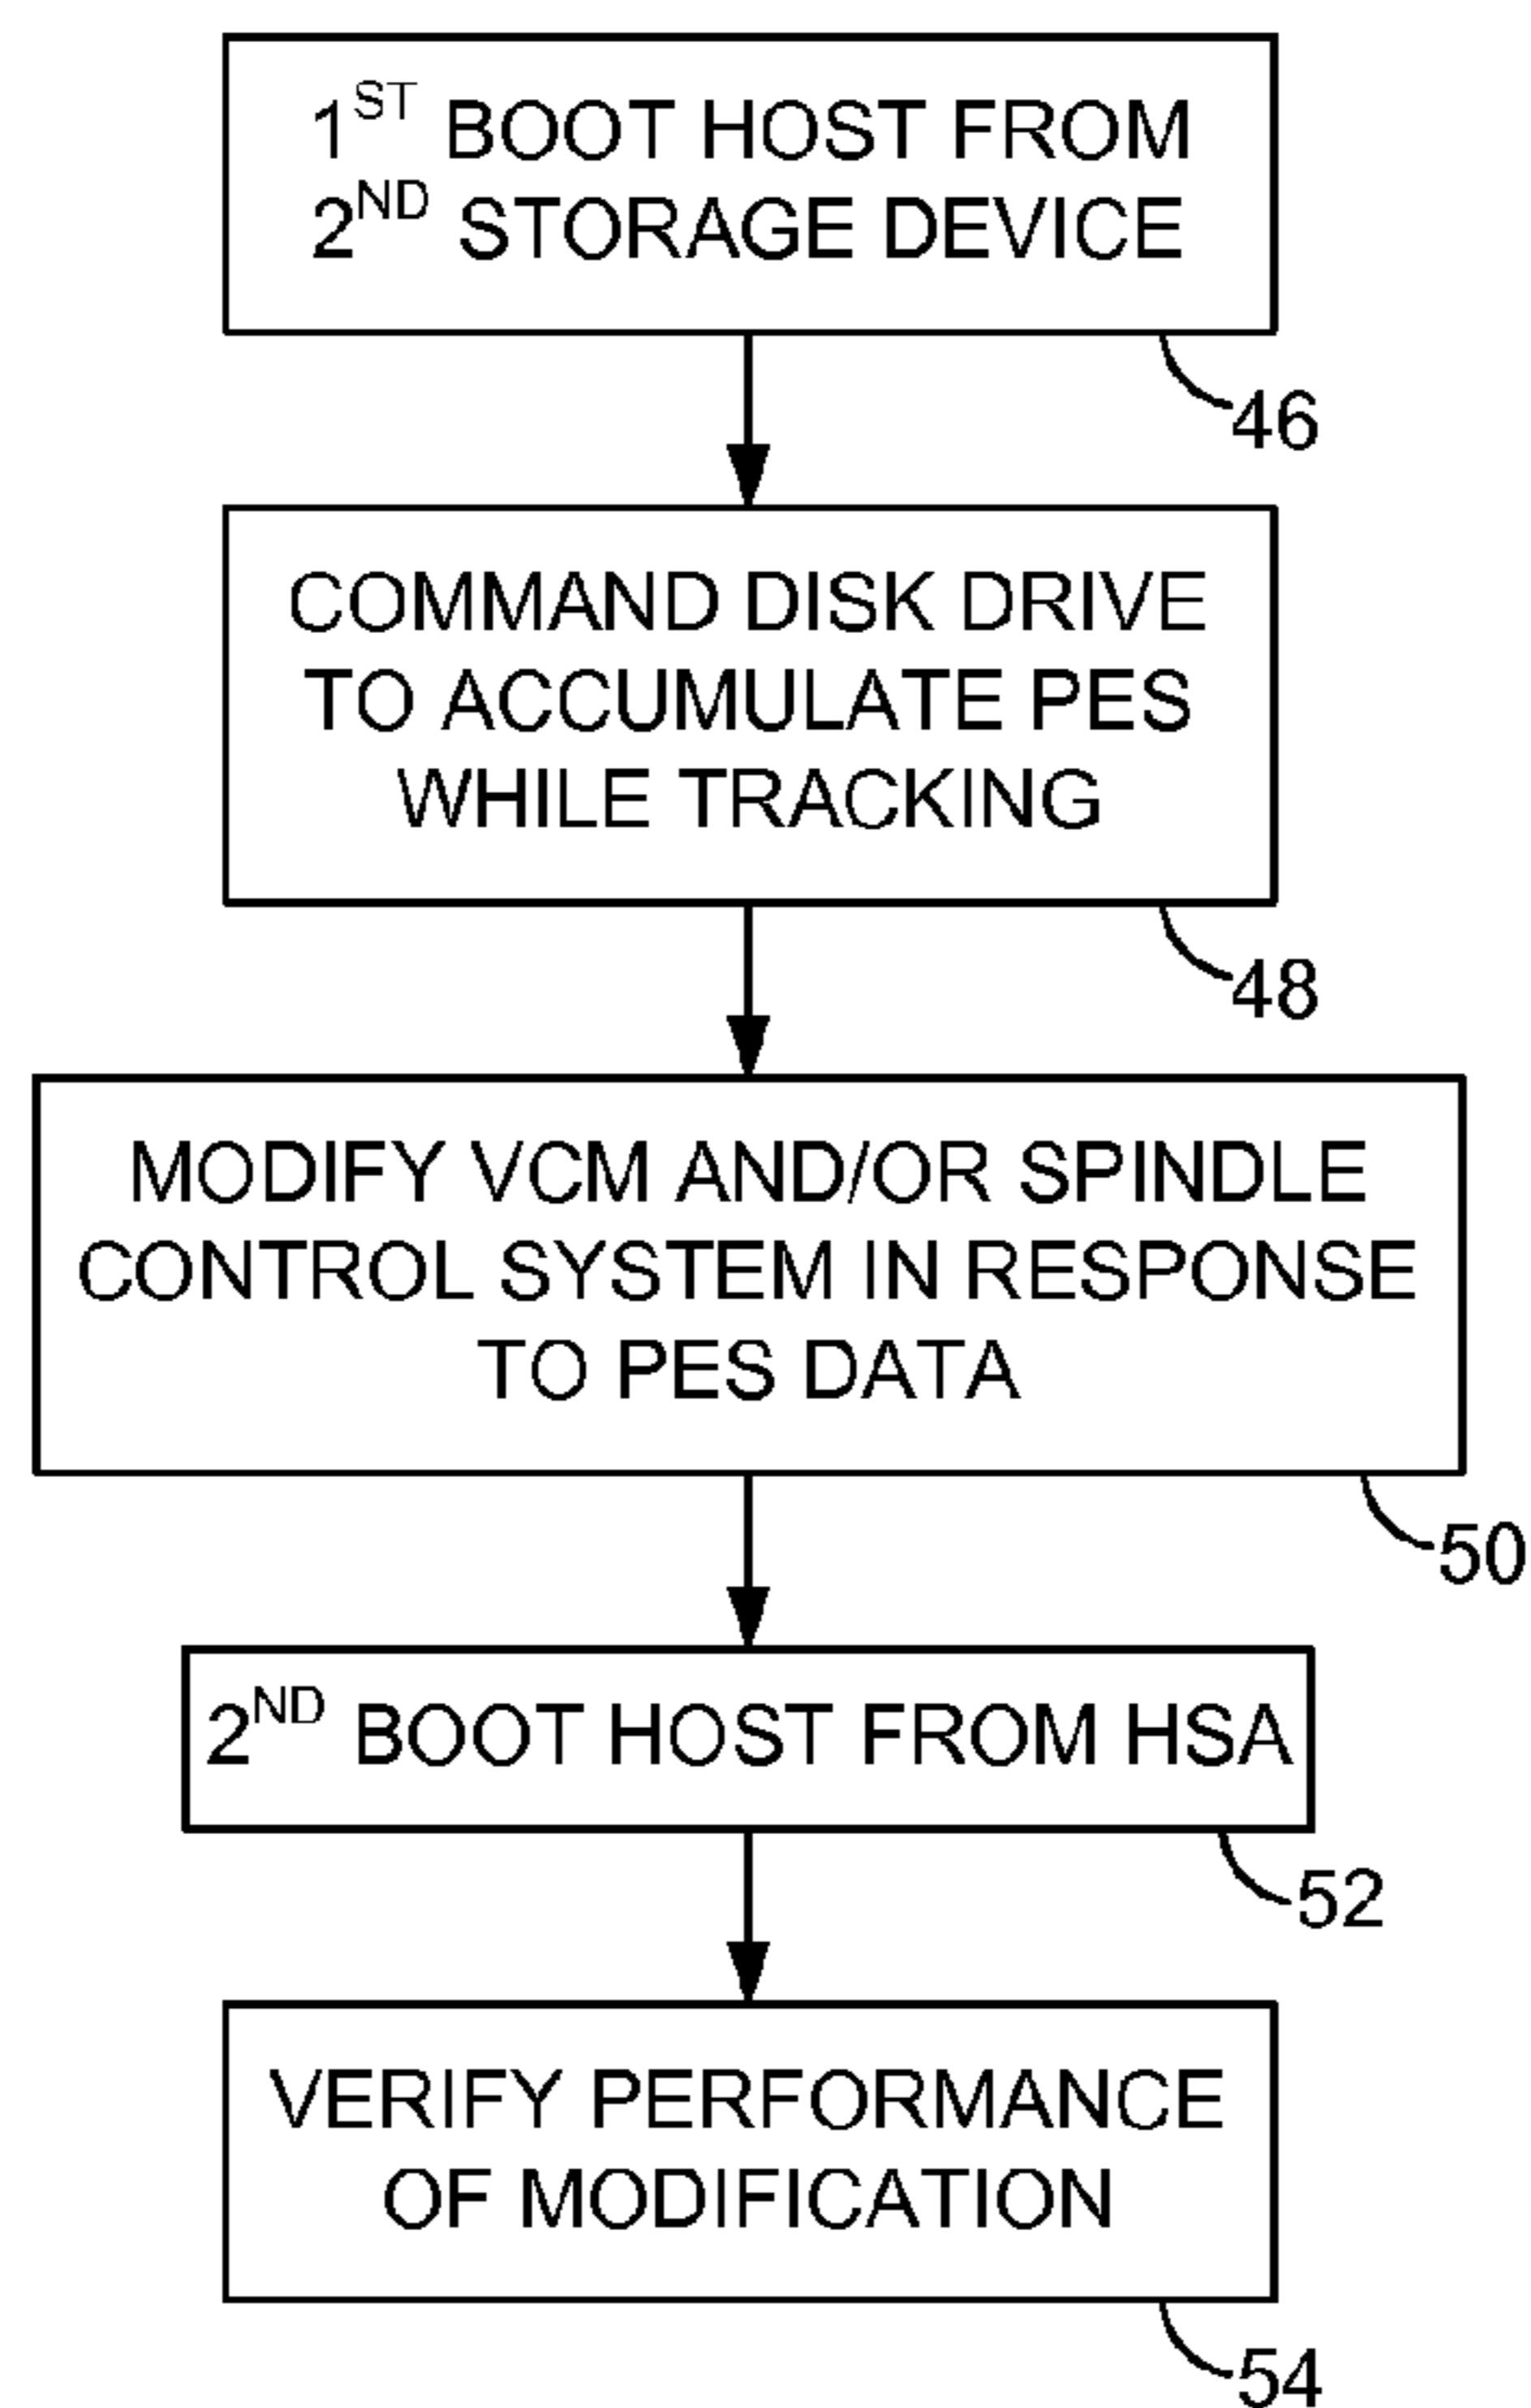 1ST BOOT HOST FROM
2ND STORAGE DEVICE
46
COMMAND DISK DRIVE
TO ACCUMULATE PES
WHILE TRACKING
48
MODIFY VCM AND/OR SPINDLE
CONTROL SYSTEM IN RESPONSE
TO PES DATA
50
2ND BOOT HOST FROM HSA
52
VERIFY PERFORMANCE
OF MODIFICATION
54